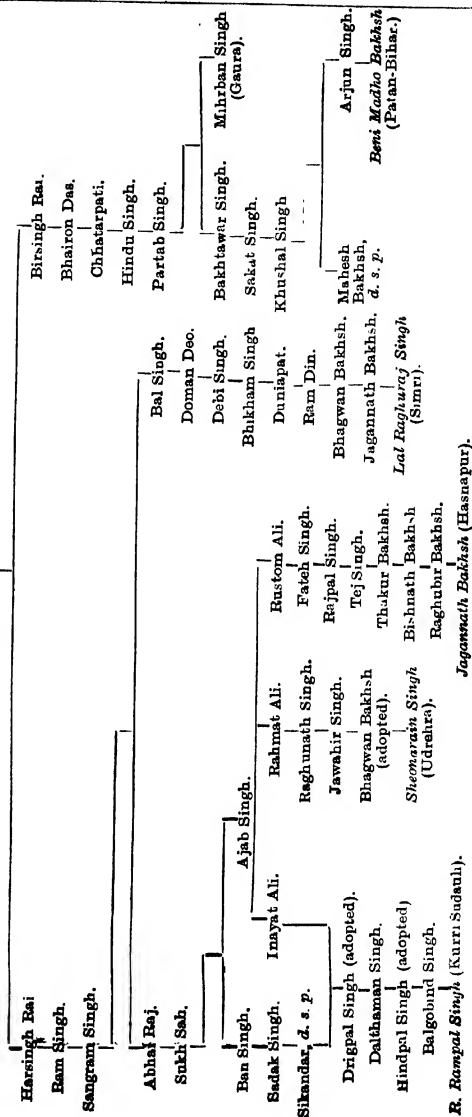 Harsingh Rai
Ram Singh.
Sangram Singh.
Abhai Raj.
Sukhi Sah.
Ban Singh.
Sadak Singh.
Sikandar, d. s. p.
Drigpal Singh (adopted).
Dalthaman Singh.
Hindpal Singh (adopted)
Balgobind Singh.
R. Rampal Singh (Kurri Sudauli).
Ajab Singh.
Inayat Ali.
Rahmat Ali.
Raghunath Singh.
Jawahir Singh.
Bhagwan Bakhsh
(adopted).
Sheonarain Singh
(Udrehra).
Rustom Ali.
Fateh Singh.
Rajpal Singh.
Tej Singh.
Thakur Bakhsh.
Bishnath Bakhsh
Raghubir Bakhsh.
Jagannath Bakhsh (Hasnapur).
Bal Singh.
Doman Deo.
Debi Singh.
Bhikham Singh
Duniapat.
Ram Din.
Bhagwan Bakhsh.
Jagannath Bakhsh.
Lal Raghuraj Singh
(Simri).
Birsingh Rai.
Bhairon Das.
Chhatarpati.
Hindu Singh.
Partab Singh.
Bakhtawar Singh.
Sakat Singh.
Khushal Singh
Mahesh
Bakhsh,
d. s. p.
Mihrban Singh
(Gaura).
Arjun Singh.
Beni Madho Bakhsh
(Patan-Bihar.)